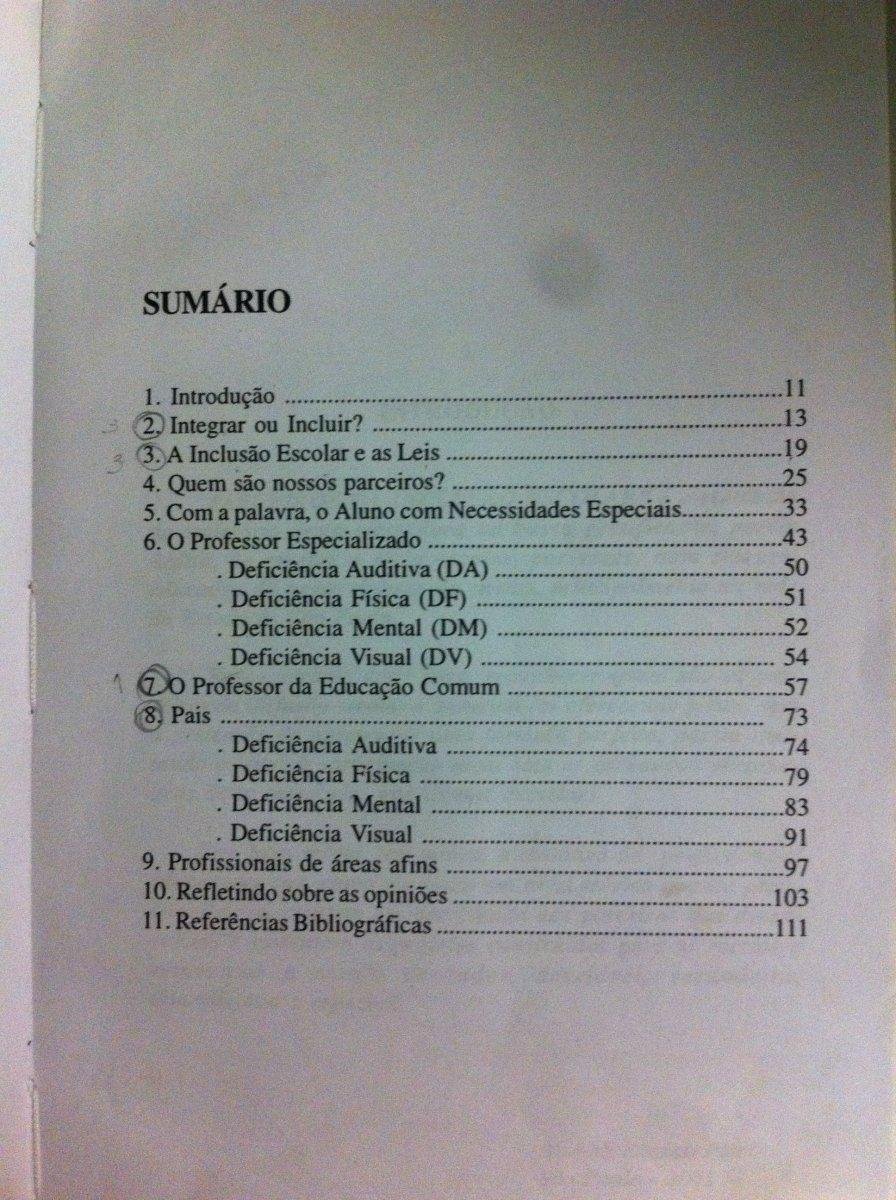 SUMÁRIO
1. Introdução ........................................................................11
3 2. Integrar ou Incluir? ...........................................................13
3 3. A Inclusão Escolar e as Leis ................................................19
4. Quem são nossos parceiros? ...............................................25
5. Com a palavra, o Aluno com Necessidades Especiais...............33
6. O Professor Especializado ...................................................43
. Deficiência Auditiva (DA) ..........................................50
. Deficiência Física (DF) .............................................51
. Deficiência Mental (DM) ..........................................52
. Deficiência Visual (DV) ........................................... 54
1 7. O Professor da Educação Comum ........................................57
8. Pais ............................................................................... 73
. Deficiência Auditiva .................................................74
. Deficiência Física .....................................................79
. Deficiência Mental ...................................................83
. Deficiência Visual ....................................................91
9. Profissionais de áreas afins .................................................97
10. Refletindo sobre as opiniões ..............................................103
11. Referências Bibliográficas .................................................111